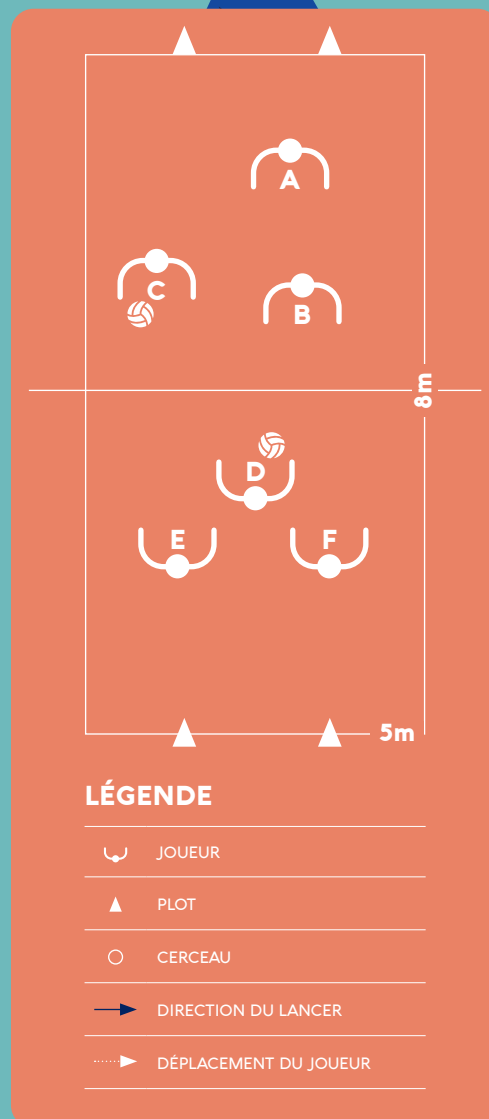 A
C
B
8m
D
E
F
5m
LÉGENDE
JOUEUR
PLOT
CERCEAU
DIRECTION DU LANCER
DÉPLACEMENT DU JOUEUR